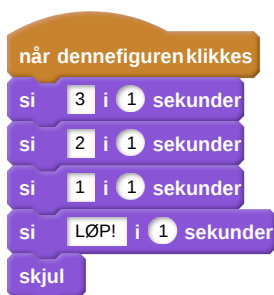 når denne figuren klikkes
si 3 i 1 sekunder
si 2 i 1 sekunder
si 1 i 1 sekunder
si LØP! i 1 sekunder
skjul